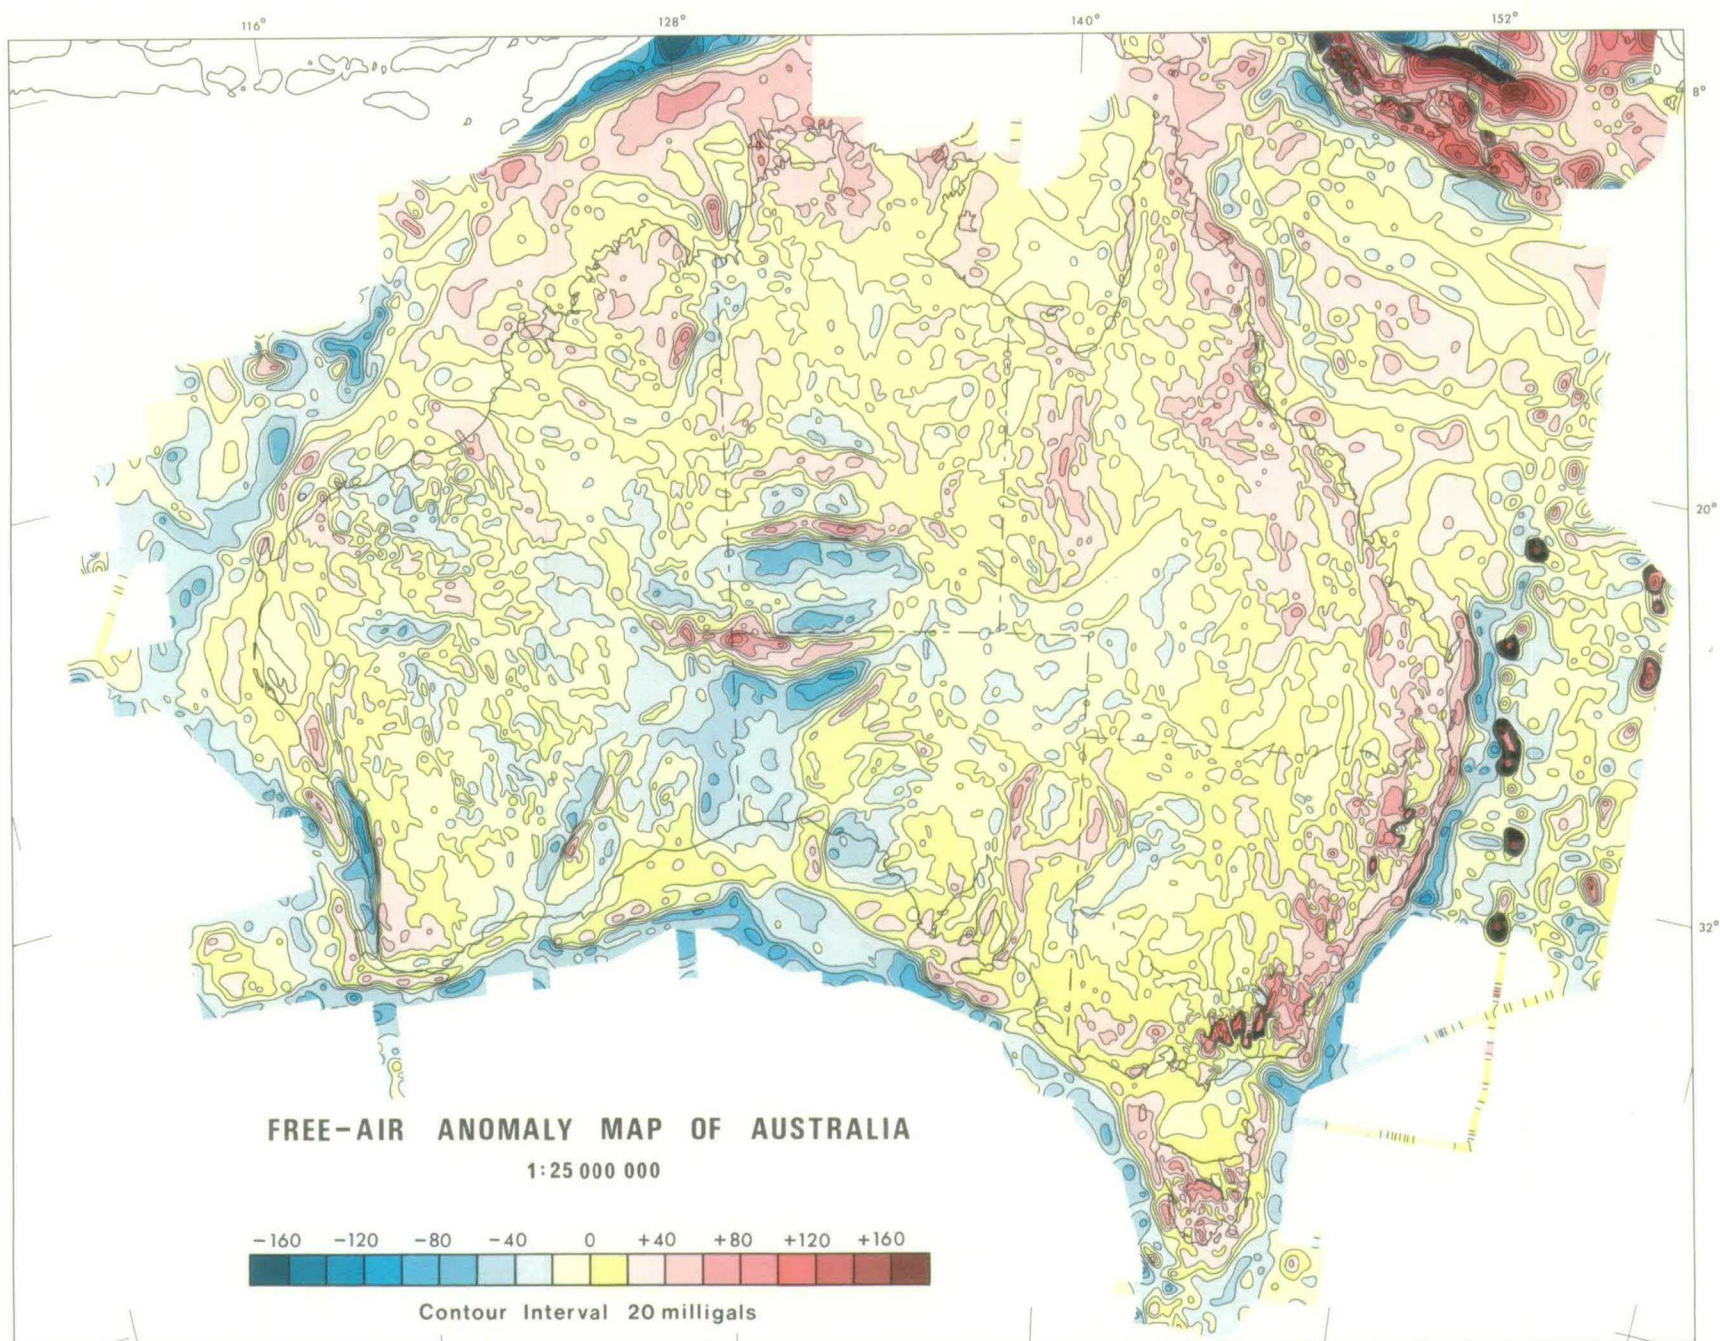 116° 128° 140° 152°
8°
20°
32°
FREE-AIR ANOMALY MAP OF AUSTRALIA
1:25 000 000
-160 -120 -80 -40 0 +40 +80 +120 +160
Contour Interval 20 milligals